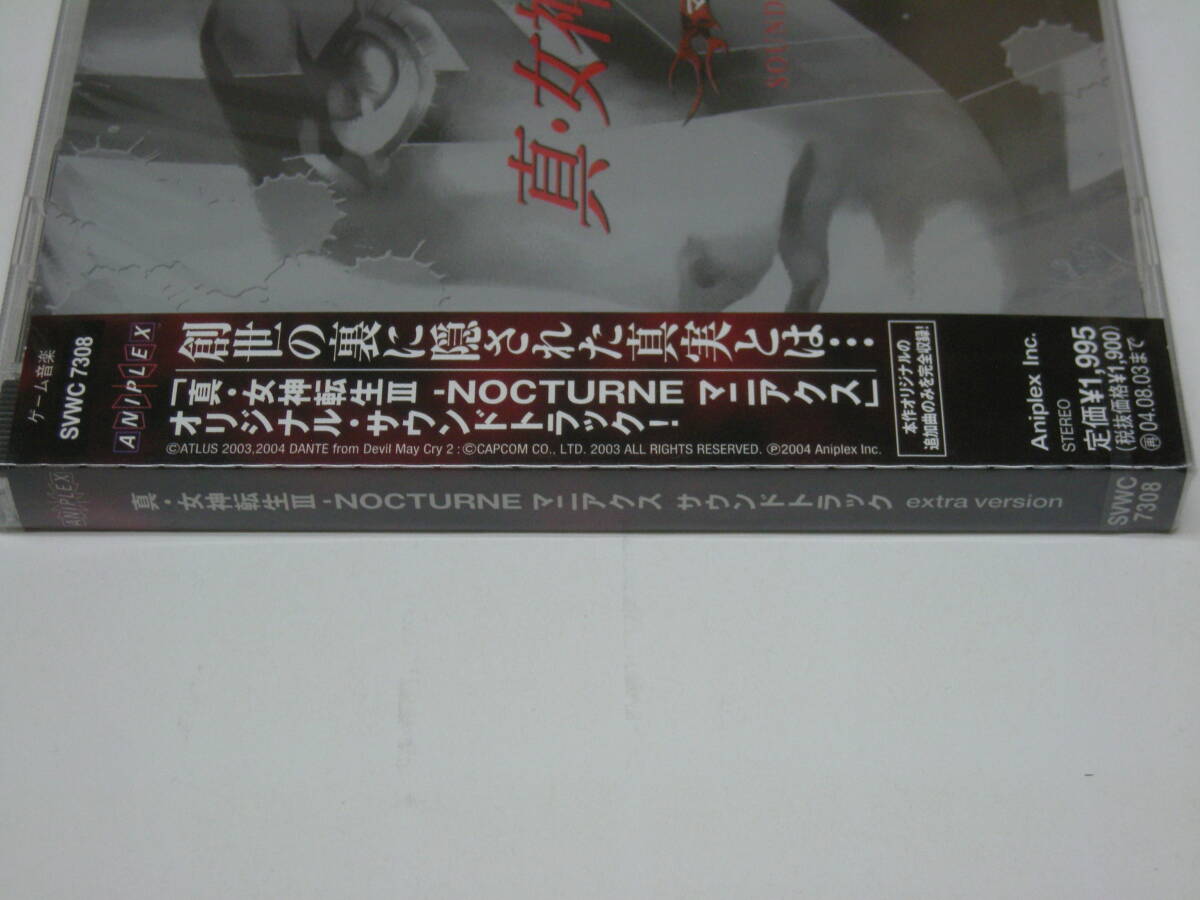 真・女神
マ
SOUND
ゲーム音楽
SVWC 7308
ANIPLEX
創世の裏に隠された真実とは…
「真・女神転生III -NOCTURNE マニアクス」
オリジナル・サウンドトラック!
©ATLUS 2003,2004 DANTE from Devil May Cry 2 : ©CAPCOM CO., LTD. 2003 ALL RIGHTS RESERVED. ℗2004 Aniplex Inc.
本作オリジナルの
追加曲のみを完全収録!
Aniplex Inc.
STEREO
定価¥1,995
(税抜価格¥1,900)
再 04.08.03まで
ANIPLEX
真・女神転生III -NOCTURNE マニアクス サウンドトラック extra version
SVWC
7308